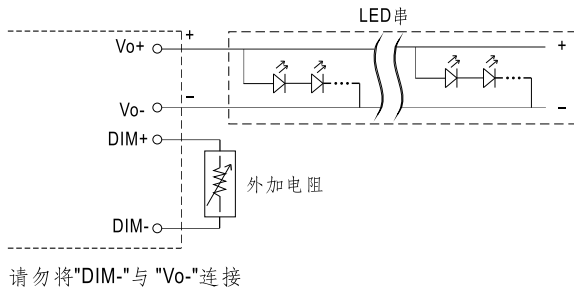 LED串
Vo+
+
+
Vo-
–
–
DIM+
外加电阻
DIM-
请勿将"DIM-"与 "Vo-"连接